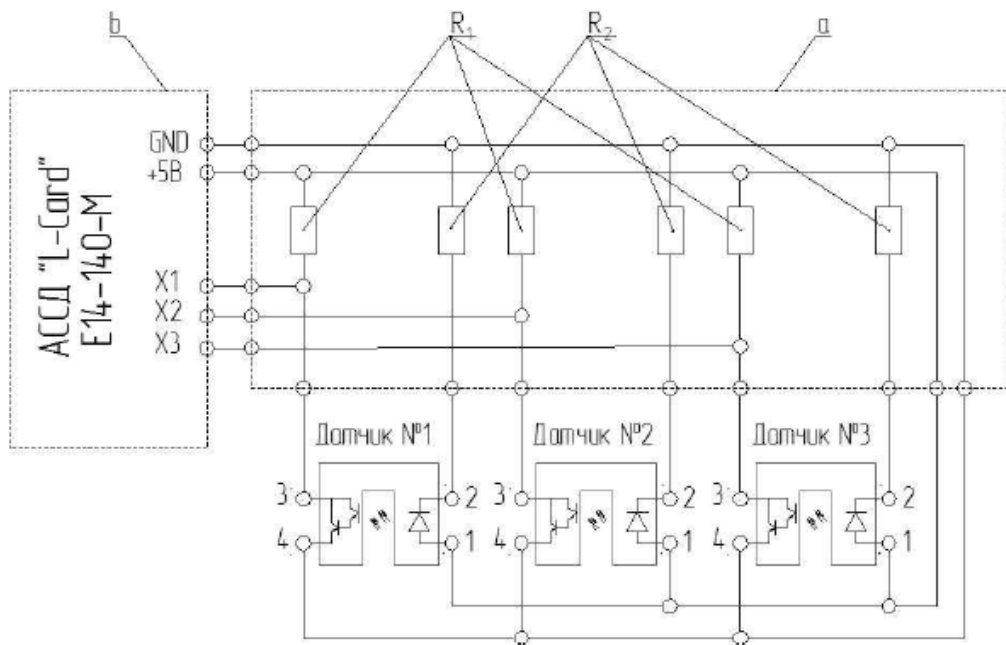 b R₁ R₂ a
GND
+5В
X1
X2
X3
АССД "L-Card"
E14-140-M
Датчик №1 Датчик №2 Датчик №3
3 2 3 2 3 2
4 1 4 1 4 1